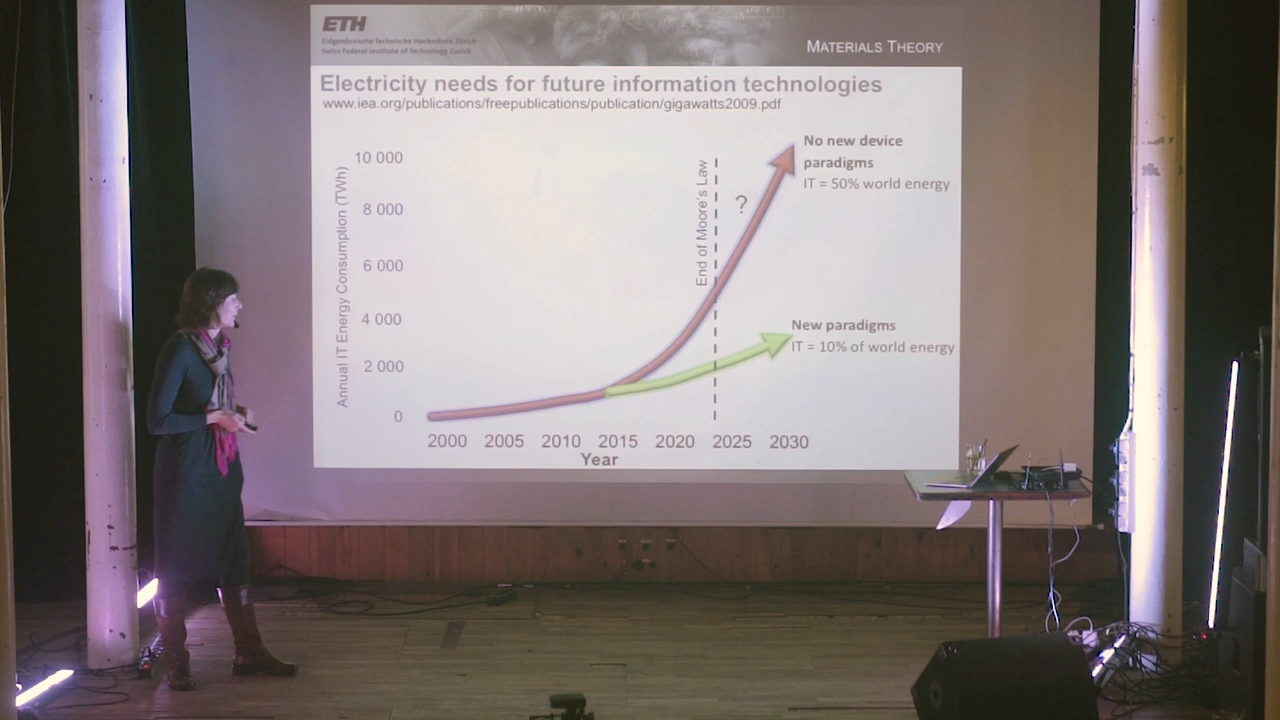 ETH
Eidgenössische Technische Hochschule Zürich
Swiss Federal Institute of Technology Zurich
MATERIALS THEORY
Electricity needs for future information technologies
www.iea.org/publications/freepublications/publication/gigawatts2009.pdf
Annual IT Energy Consumption (TWh)
10 000
8 000
6 000
4 000
2 000
0
End of Moore's Law
?
No new device
paradigms
IT = 50% world energy
New paradigms
IT = 10% of world energy
2000 2005 2010 2015 2020 2025 2030
Year